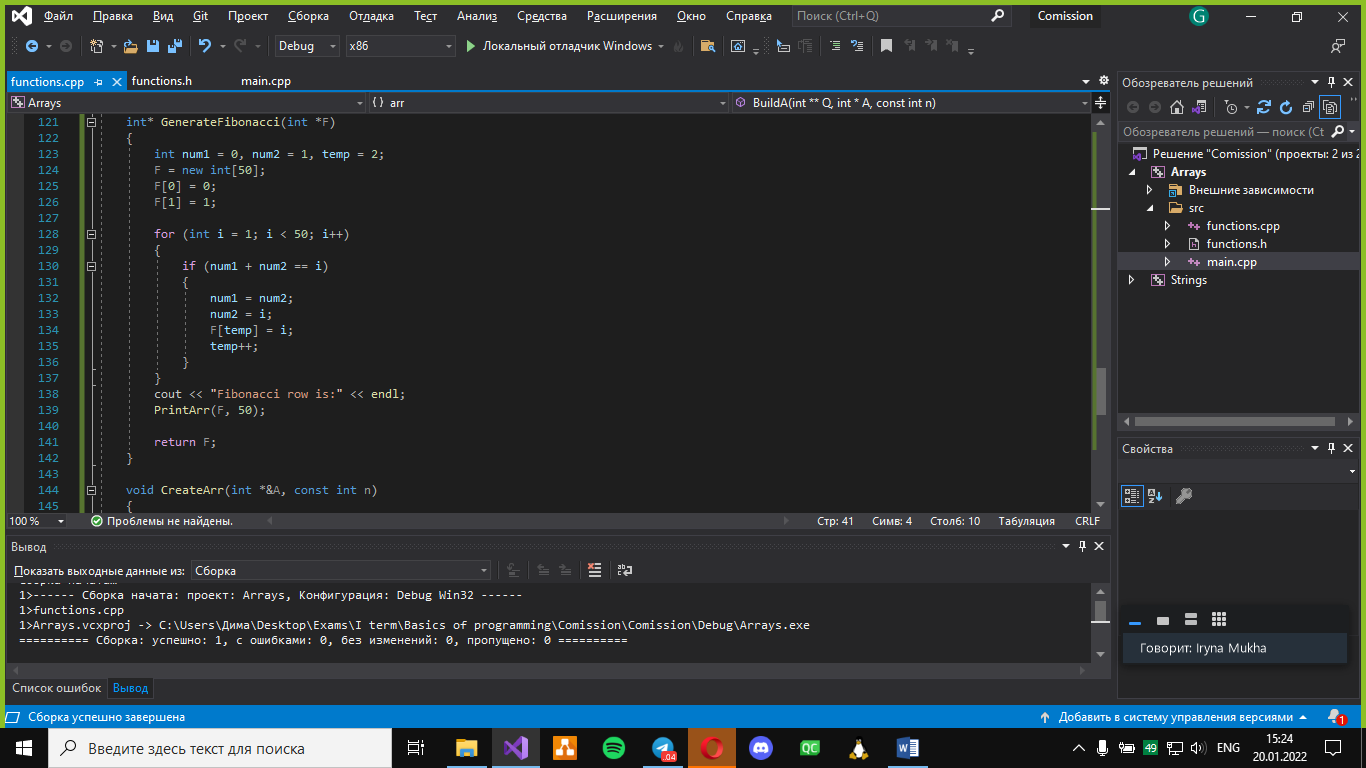 Файл Правка Вид Git Проект Сборка Отладка Тест Анализ Средства Расширения Окно Справка Поиск (Ctrl+Q) Comission G
Debug x86 Локальный отладчик Windows
functions.cpp functions.h main.cpp
Arrays {} arr BuildA(int ** Q, int * A, const int n)
121 int* GenerateFibonacci(int *F)
122 {
123 int num1 = 0, num2 = 1, temp = 2;
124 F = new int[50];
125 F[0] = 0;
126 F[1] = 1;
127
128 for (int i = 1; i < 50; i++)
129 {
130 if (num1 + num2 == i)
131 {
132 num1 = num2;
133 num2 = i;
134 F[temp] = i;
135 temp++;
136 }
137 }
138 cout << "Fibonacci row is:" << endl;
139 PrintArr(F, 50);
140
141 return F;
142 }
143
144 void CreateArr(int *&A, const int n)
145 {
100 % Проблемы не найдены. Стр: 41 Симв: 4 Столб: 10 Табуляция CRLF
Вывод
Показать выходные данные из: Сборка
1>------ Сборка начата: проект: Arrays, Конфигурация: Debug Win32 ------
1>functions.cpp
1>Arrays.vcxproj -> C:\Users\Дима\Desktop\Exams\I term\Basics of programming\Comission\Comission\Debug\Arrays.exe
========== Сборка: успешно: 1, с ошибками: 0, без изменений: 0, пропущено: 0 ==========
Список ошибок Вывод
Обозреватель решений
Обозреватель решений — поиск (Ct
Решение "Comission" (проекты: 2 из 2
Arrays
Внешние зависимости
src
functions.cpp
functions.h
main.cpp
Strings
Свойства
Говорит: Iryna Mukha
Сборка успешно завершена Добавить в систему управления версиями 1
Введите здесь текст для поиска .04 QC W 49 ENG 15:24
20.01.2022